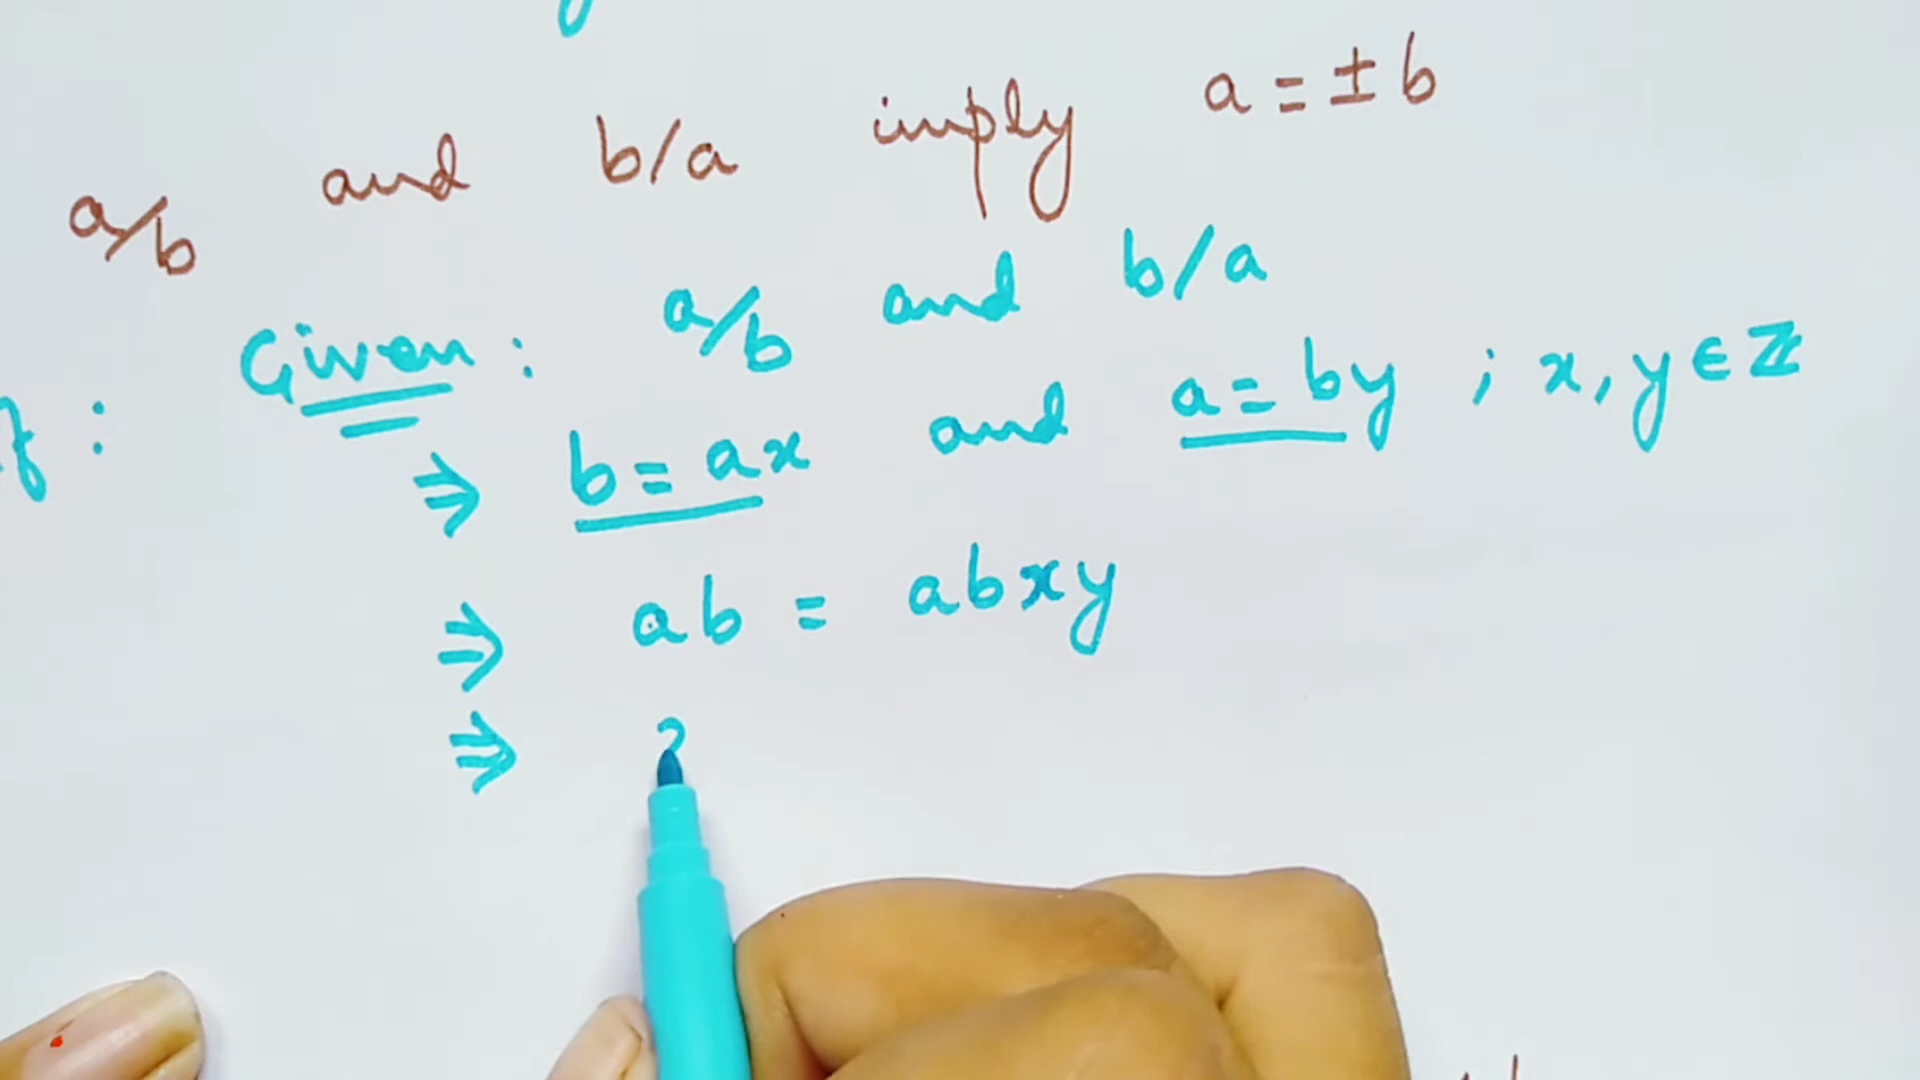 a/b and b/a imply a = ± b
Given : a/b and b/a
: ⇒ b = ax and a = by ; x, y ∈ ℤ
⇒ ab = abxy
⇒